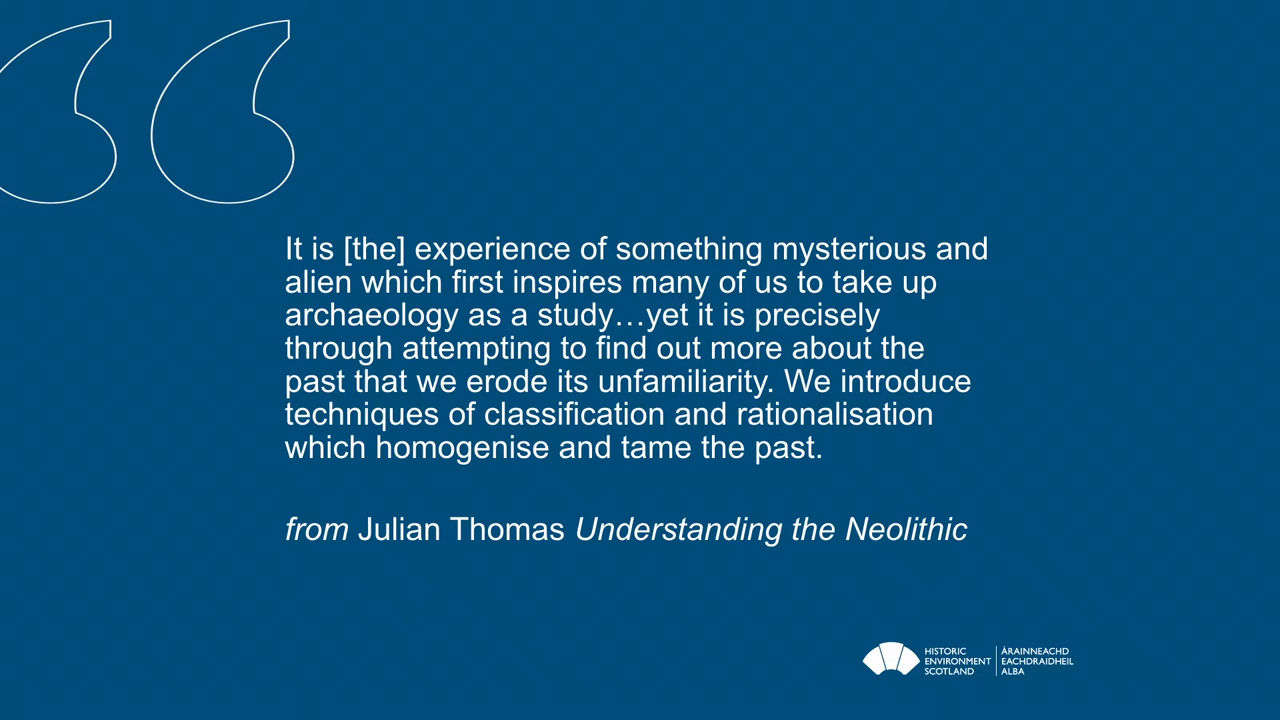 It is [the] experience of something mysterious and
alien which first inspires many of us to take up
archaeology as a study…yet it is precisely
through attempting to find out more about the
past that we erode its unfamiliarity. We introduce
techniques of classification and rationalisation
which homogenise and tame the past.
from Julian Thomas Understanding the Neolithic
HISTORIC
ENVIRONMENT
SCOTLAND
ÀRAINNEACHD
EACHDRAIDHEIL
ALBA